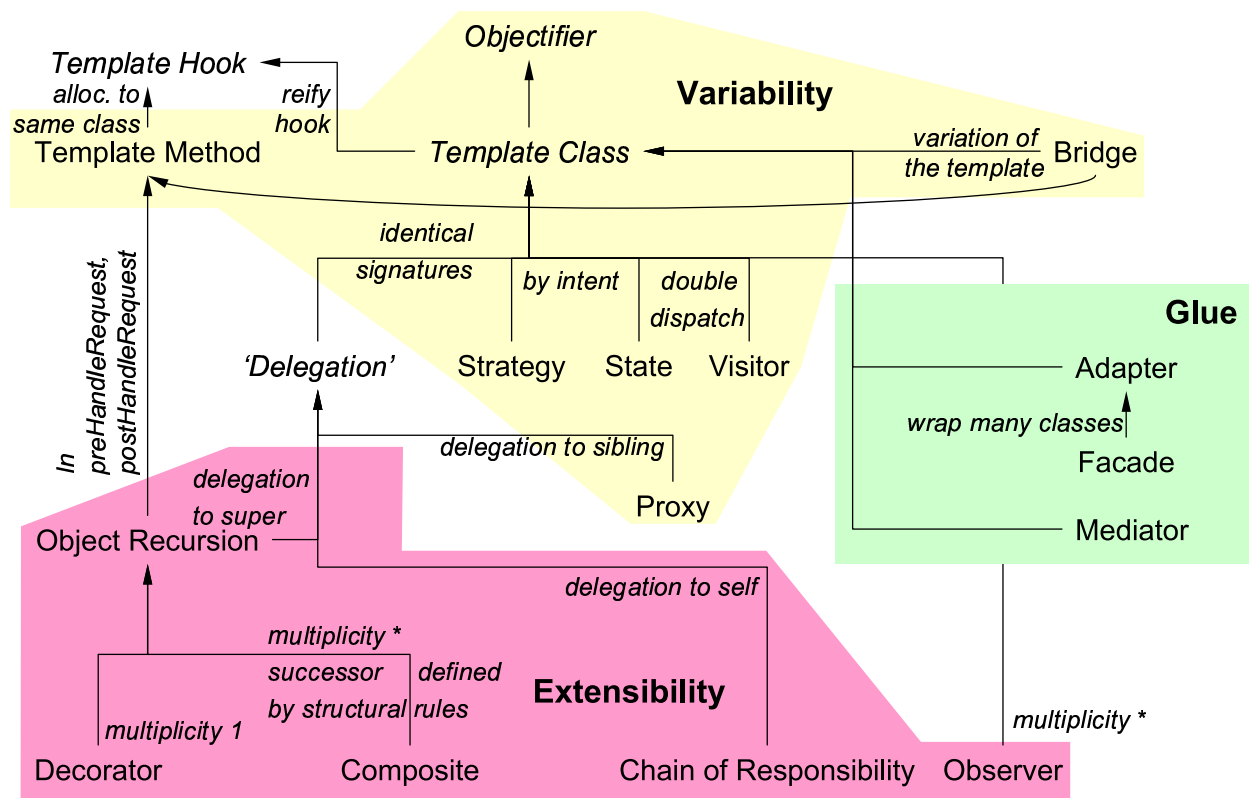 Objectifier
Template Hook
alloc. to
same class
reify
hook
Variability
Template Method
Template Class
variation of
the template
Bridge
In
preHandleRequest,
postHandleRequest
identical
signatures
by intent
double
dispatch
Glue
'Delegation'
Strategy
State
Visitor
Adapter
wrap many classes
Facade
delegation to sibling
Proxy
delegation
to super
Object Recursion
Mediator
delegation to self
multiplicity *
successor defined
by structural rules
Extensibility
multiplicity 1
multiplicity *
Decorator
Composite
Chain of Responsibility
Observer